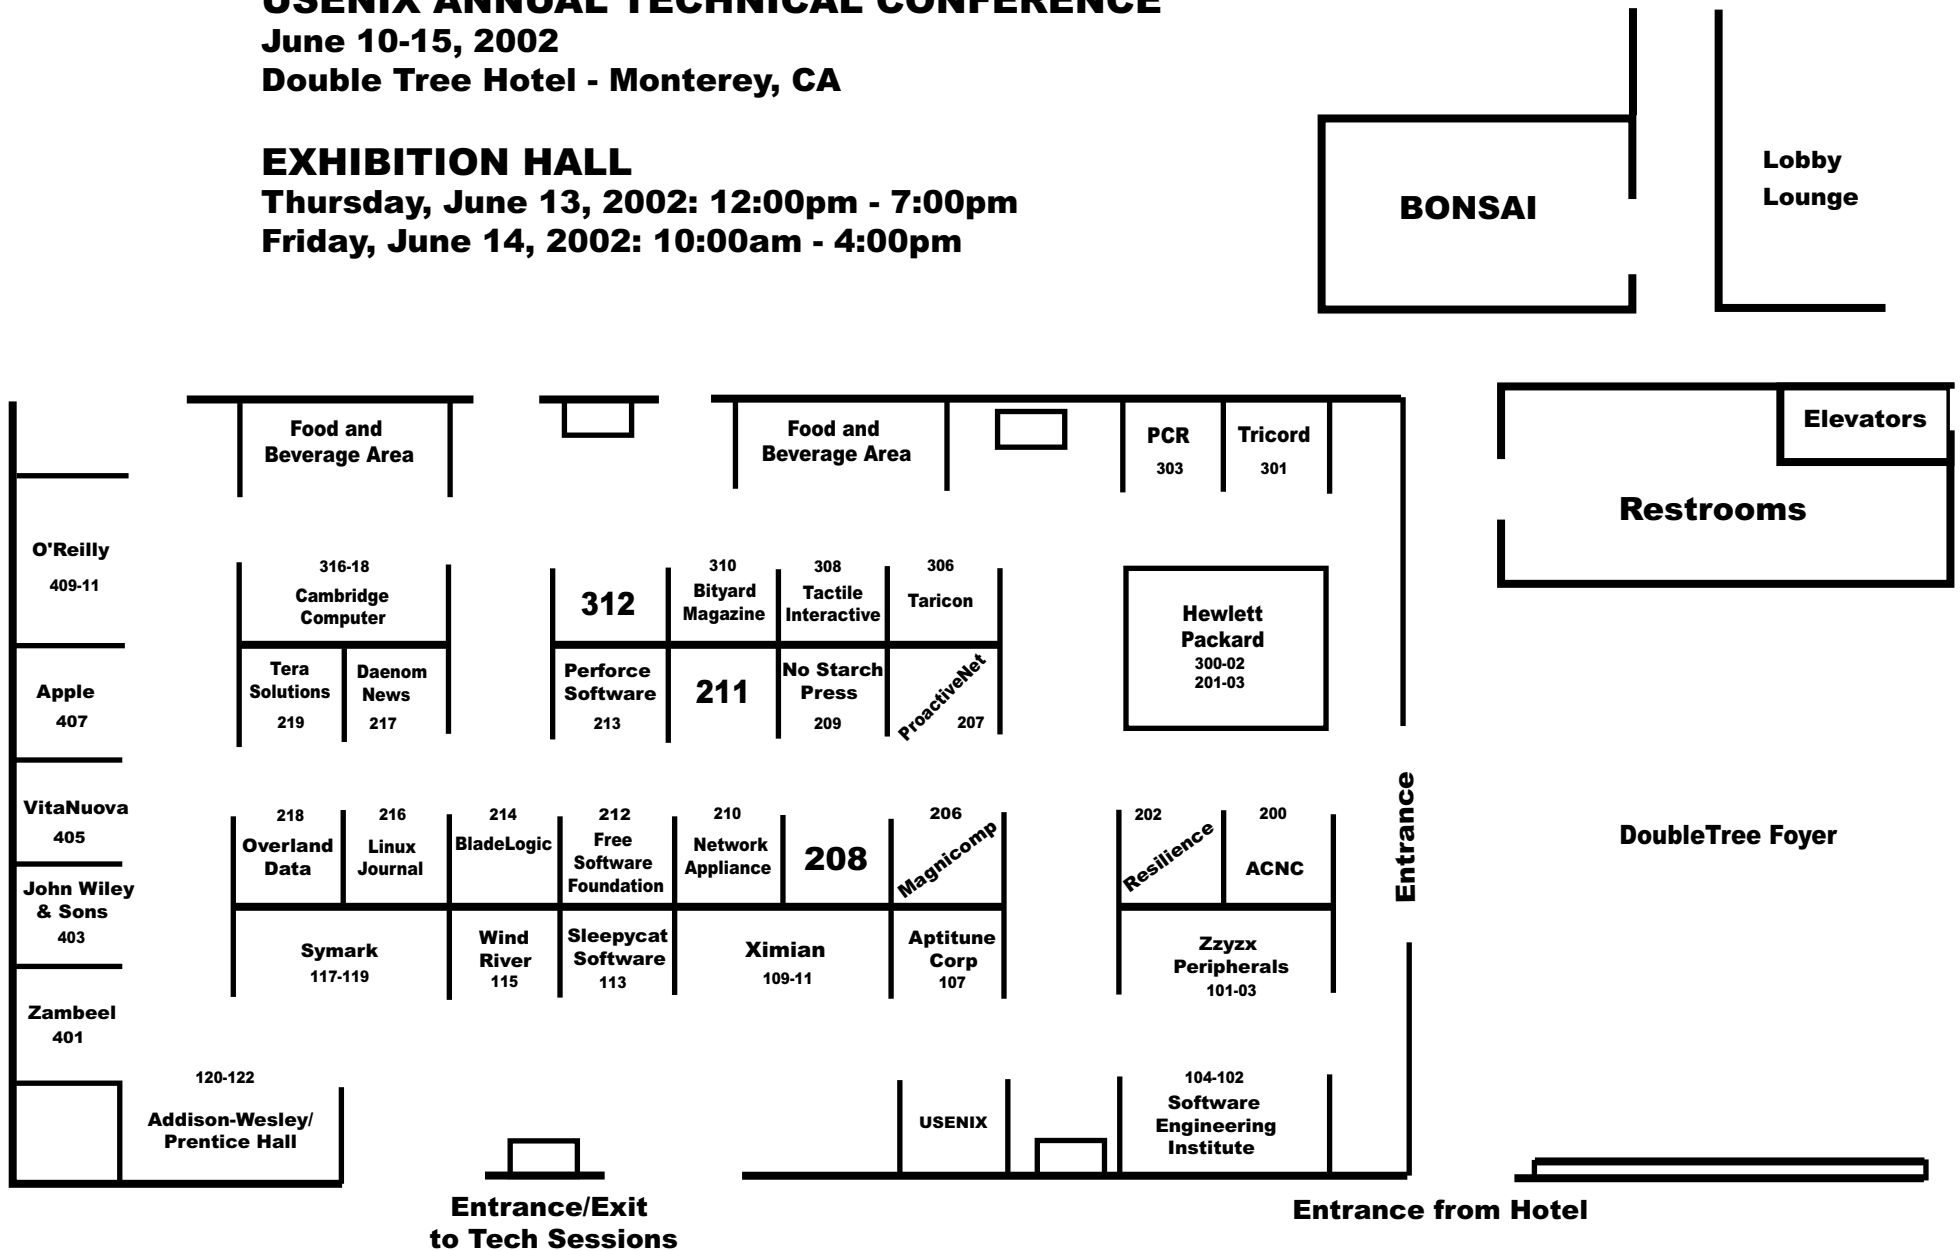 USENIX ANNUAL TECHNICAL CONFERENCE
June 10-15, 2002
Double Tree Hotel - Monterey, CA
EXHIBITION HALL
Thursday, June 13, 2002: 12:00pm - 7:00pm
Friday, June 14, 2002: 10:00am - 4:00pm
BONSAI
Lobby
Lounge
Food and
Beverage Area
Food and
Beverage Area
PCR
303
Tricord
301
Elevators
Restrooms
O'Reilly
409-11
316-18
Cambridge
Computer
312
310
Bityard
Magazine
308
Tactile
Interactive
306
Taricon
Hewlett
Packard
300-02
201-03
Apple
407
Tera
Solutions
219
Daenom
News
217
Perforce
Software
213
211
No Starch
Press
209
ProactiveNet
207
VitaNuova
405
218
Overland
Data
216
Linux
Journal
214
BladeLogic
212
Free
Software
Foundation
210
Network
Appliance
208
206
Magnicomp
202
Resilience
200
ACNC
Entrance
DoubleTree Foyer
John Wiley
& Sons
403
Symark
117-119
Wind
River
115
Sleepycat
Software
113
Ximian
109-11
Aptitune
Corp
107
Zzyzx
Peripherals
101-03
Zambeel
401
120-122
Addison-Wesley/
Prentice Hall
USENIX
104-102
Software
Engineering
Institute
Entrance/Exit
to Tech Sessions
Entrance from Hotel